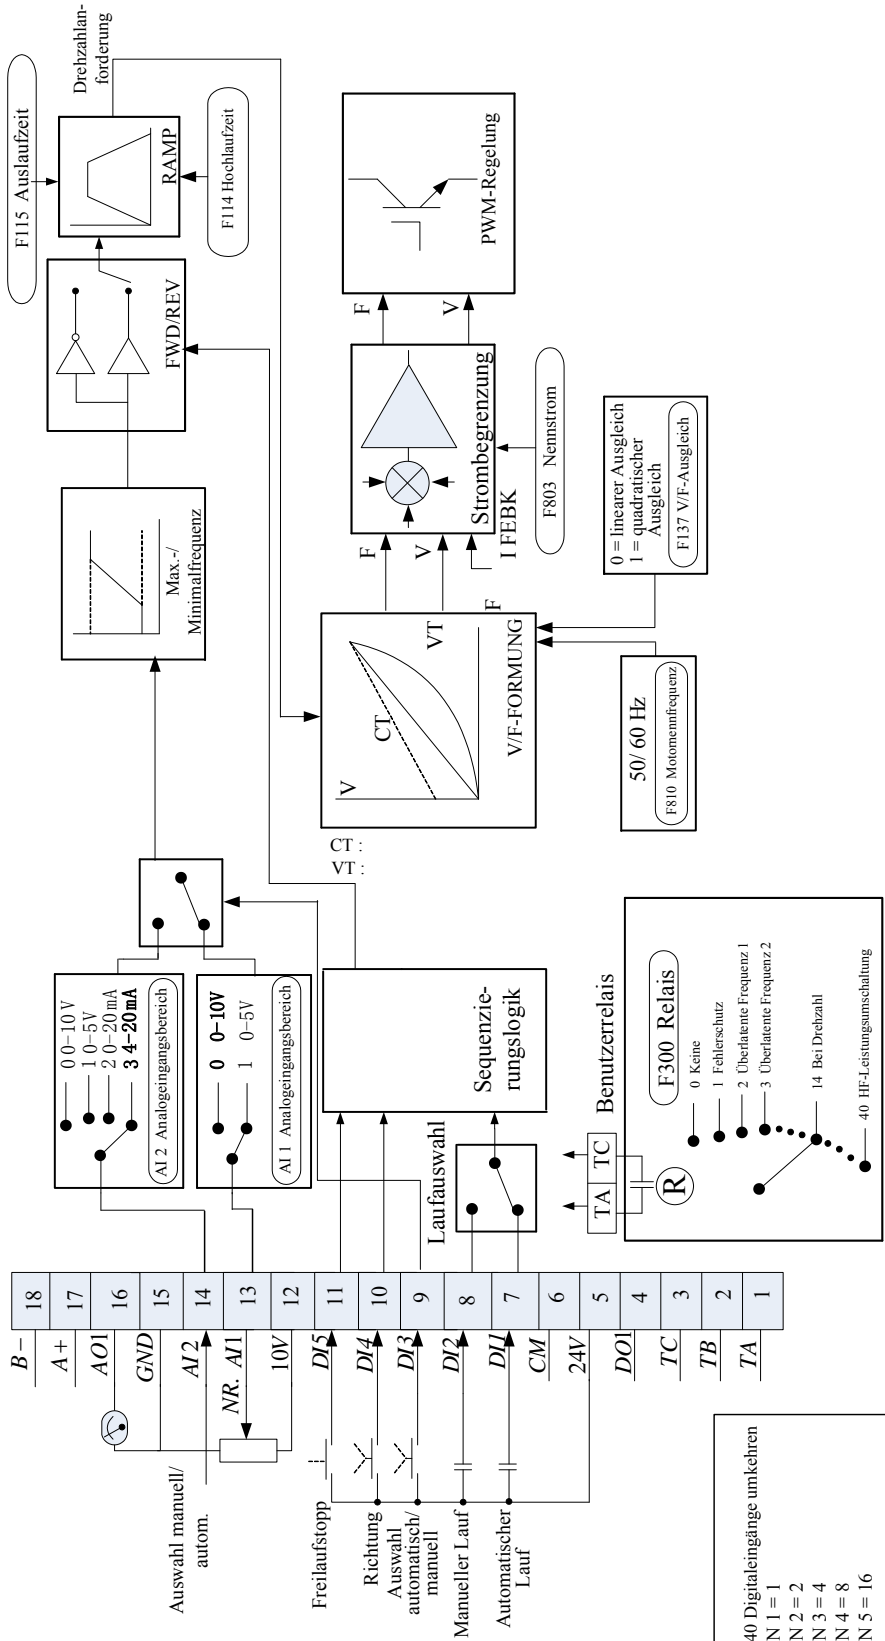 F115 Auslaufzeit
RAMP
F114 Hochlaufzeit
Drehzahlan-
forderung
FWD/REV
Max.-/
Minimalfrequenz
PWM-Regelung
F
V
Strombegrenzung
I FEBK
F803 Nennstrom
F
V
V
CT
VT
F
V/F-FORMUNG
CT :
VT :
0 = linearer Ausgleich
1 = quadratischer
Ausgleich
F137 V/F-Ausgleich
50/ 60 Hz
F810 Motornennfrequenz
0 0-10V
1 0-5V
2 0-20mA
3 4-20mA
AI 2 Analogeingangsbereich
0 0-10V
1 0-5V
AI 1 Analogeingangsbereich
Sequenzie-
rungslogik
Laufauswahl
Benutzerrelais
TA
TC
R
F300 Relais
0 Keine
1 Fehlerschutz
2 Überlatente Frequenz 1
3 Überlatente Frequenz 2
14 Bei Drehzahl
40 HF-Leistungsumschaltung
B – 18
A+ 17
AO1 16
GND 15
AI2 14
NR. AI1 13
10V 12
DI5 11
DI4 10
DI3 9
DI2 8
DI1 7
CM 6
24V 5
DO1 4
TC 3
TB 2
TA 1
Auswahl manuell/
autom.
Freilaufstopp
Richtung
Auswahl
automatisch/
manuell
Manueller Lauf
Automatischer
Lauf
40 Digitaleingänge umkehren
N 1 = 1
N 2 = 2
N 3 = 4
N 4 = 8
N 5 = 16